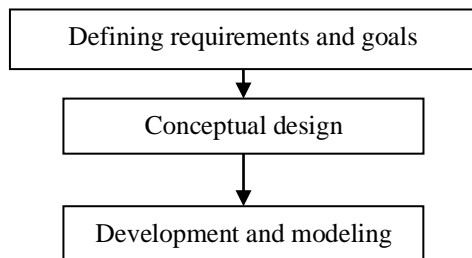 Defining requirements and goals
Conceptual design
Development and modeling